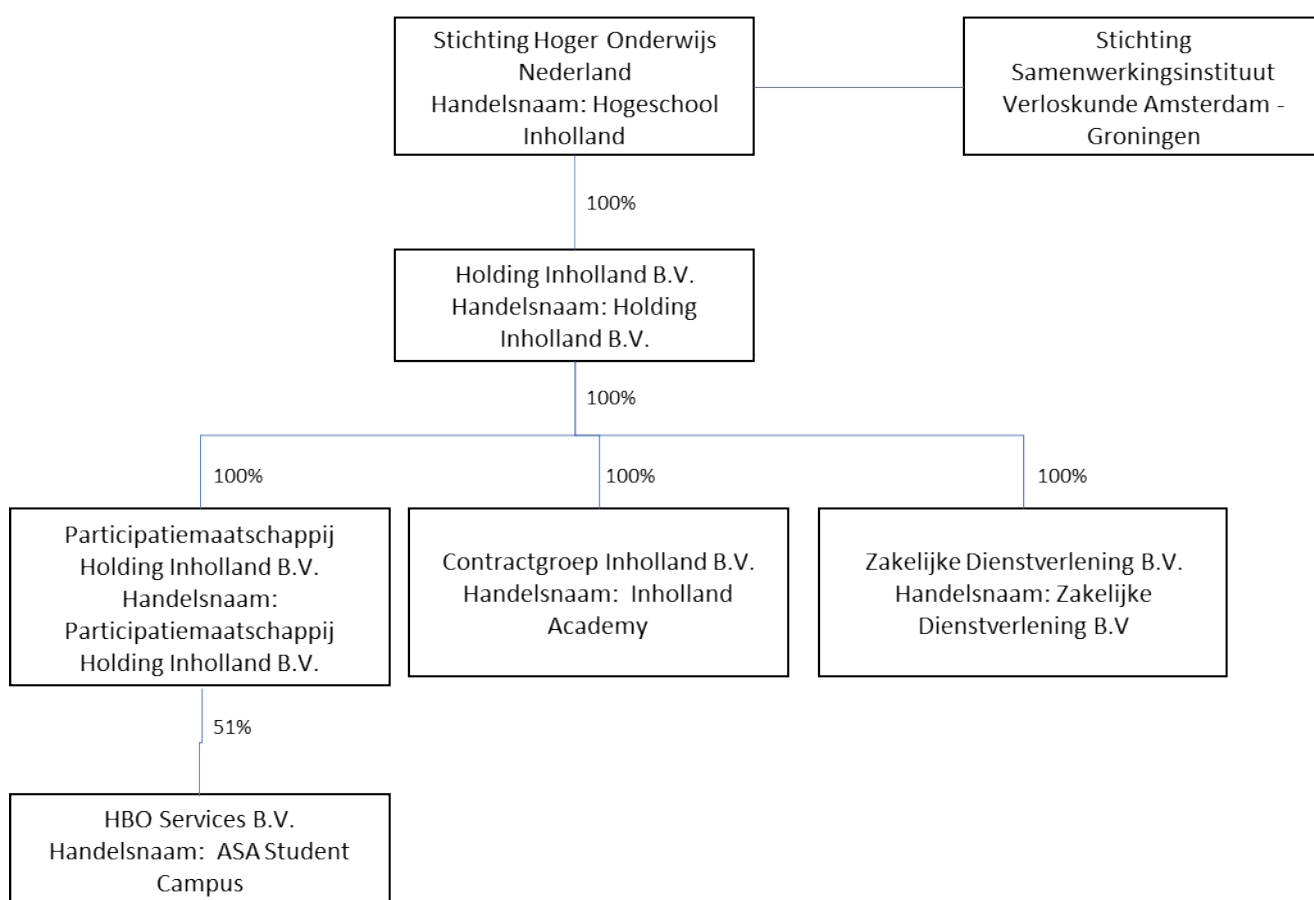 Stichting Hoger Onderwijs
Nederland
Handelsnaam: Hogeschool
Inholland
Stichting
Samenwerkingsinstituut
Verloskunde Amsterdam -
Groningen
100%
Holding Inholland B.V.
Handelsnaam: Holding
Inholland B.V.
100%
100%
100%
100%
Participatiemaatschappij
Holding Inholland B.V.
Handelsnaam:
Participatiemaatschappij
Holding Inholland B.V.
Contractgroep Inholland B.V.
Handelsnaam: Inholland
Academy
Zakelijke Dienstverlening B.V.
Handelsnaam: Zakelijke
Dienstverlening B.V
51%
HBO Services B.V.
Handelsnaam: ASA Student
Campus